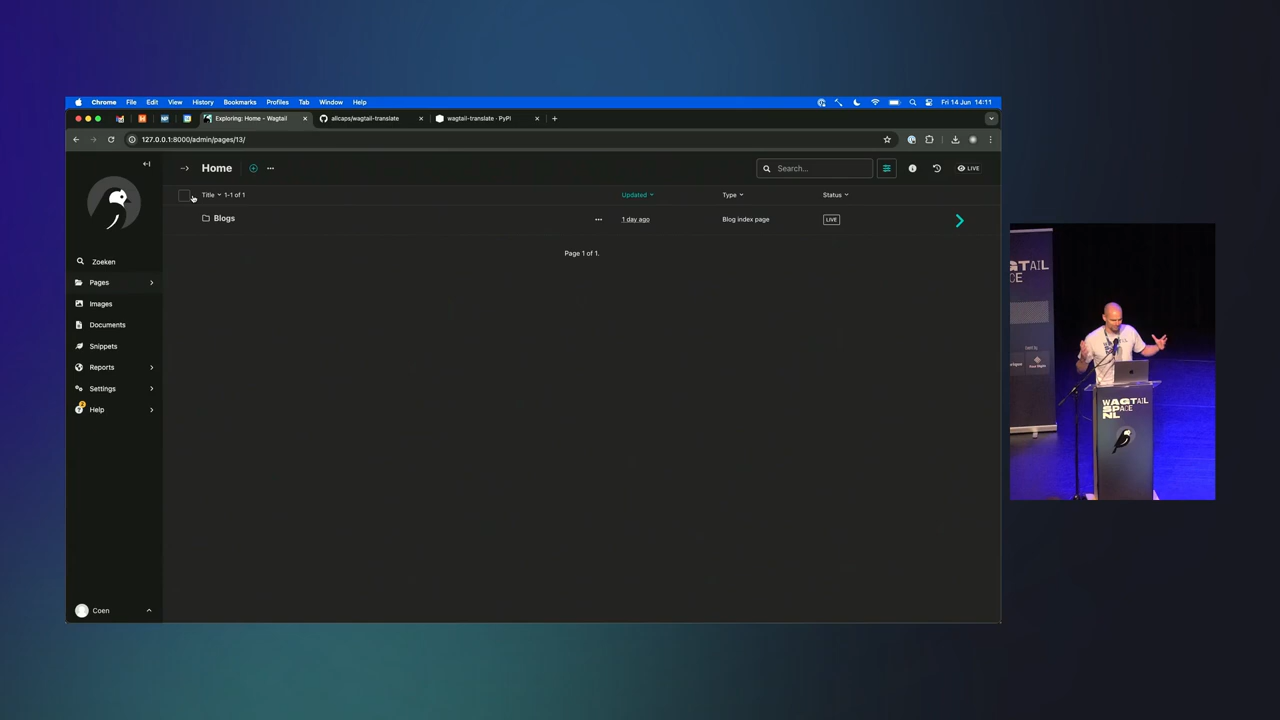 Chrome File Edit View History Bookmarks Profiles Tab Window Help Fri 14 Jun 14:11
Exploring: Home - Wagtail
allcaps/wagtail-translate
wagtail-translate · PyPI
127.0.0.1:8000/admin/pages/13/
Home
Search...
LIVE
Title 1-1 of 1 Updated Type Status
Blogs 1 day ago Blog index page LIVE
Page 1 of 1.
Zoeken
Pages
Images
Documents
Snippets
Reports
Settings
2
Help
Coen
WAGTAIL
SPACE
NL